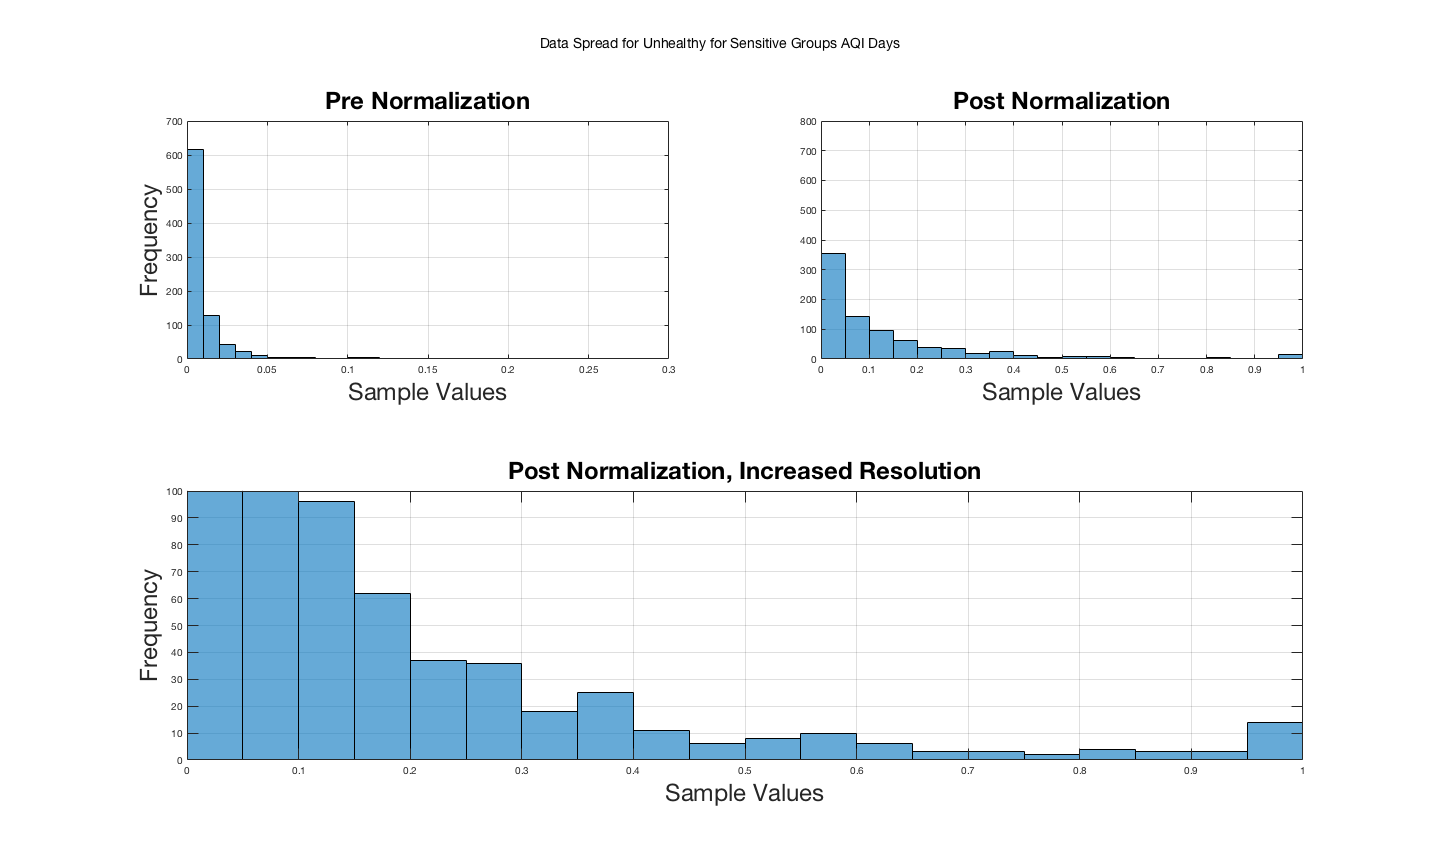 Data Spread for Unhealthy for Sensitive Groups AQI Days
Pre Normalization
700
600
500
400
300
200
100
0
Frequency
0 0.05 0.1 0.15 0.2 0.25 0.3
Sample Values
Post Normalization
800
700
600
500
400
300
200
100
0
0 0.1 0.2 0.3 0.4 0.5 0.6 0.7 0.8 0.9 1
Sample Values
Post Normalization, Increased Resolution
100
90
80
70
60
50
40
30
20
10
0
Frequency
0 0.1 0.2 0.3 0.4 0.5 0.6 0.7 0.8 0.9 1
Sample Values